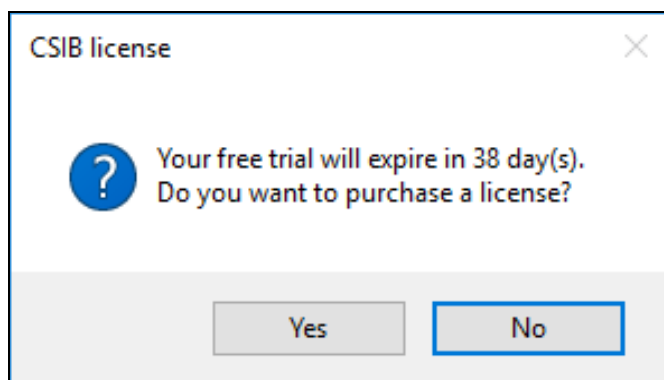 CSIB license
Your free trial will expire in 38 day(s).
Do you want to purchase a license?
Yes
No